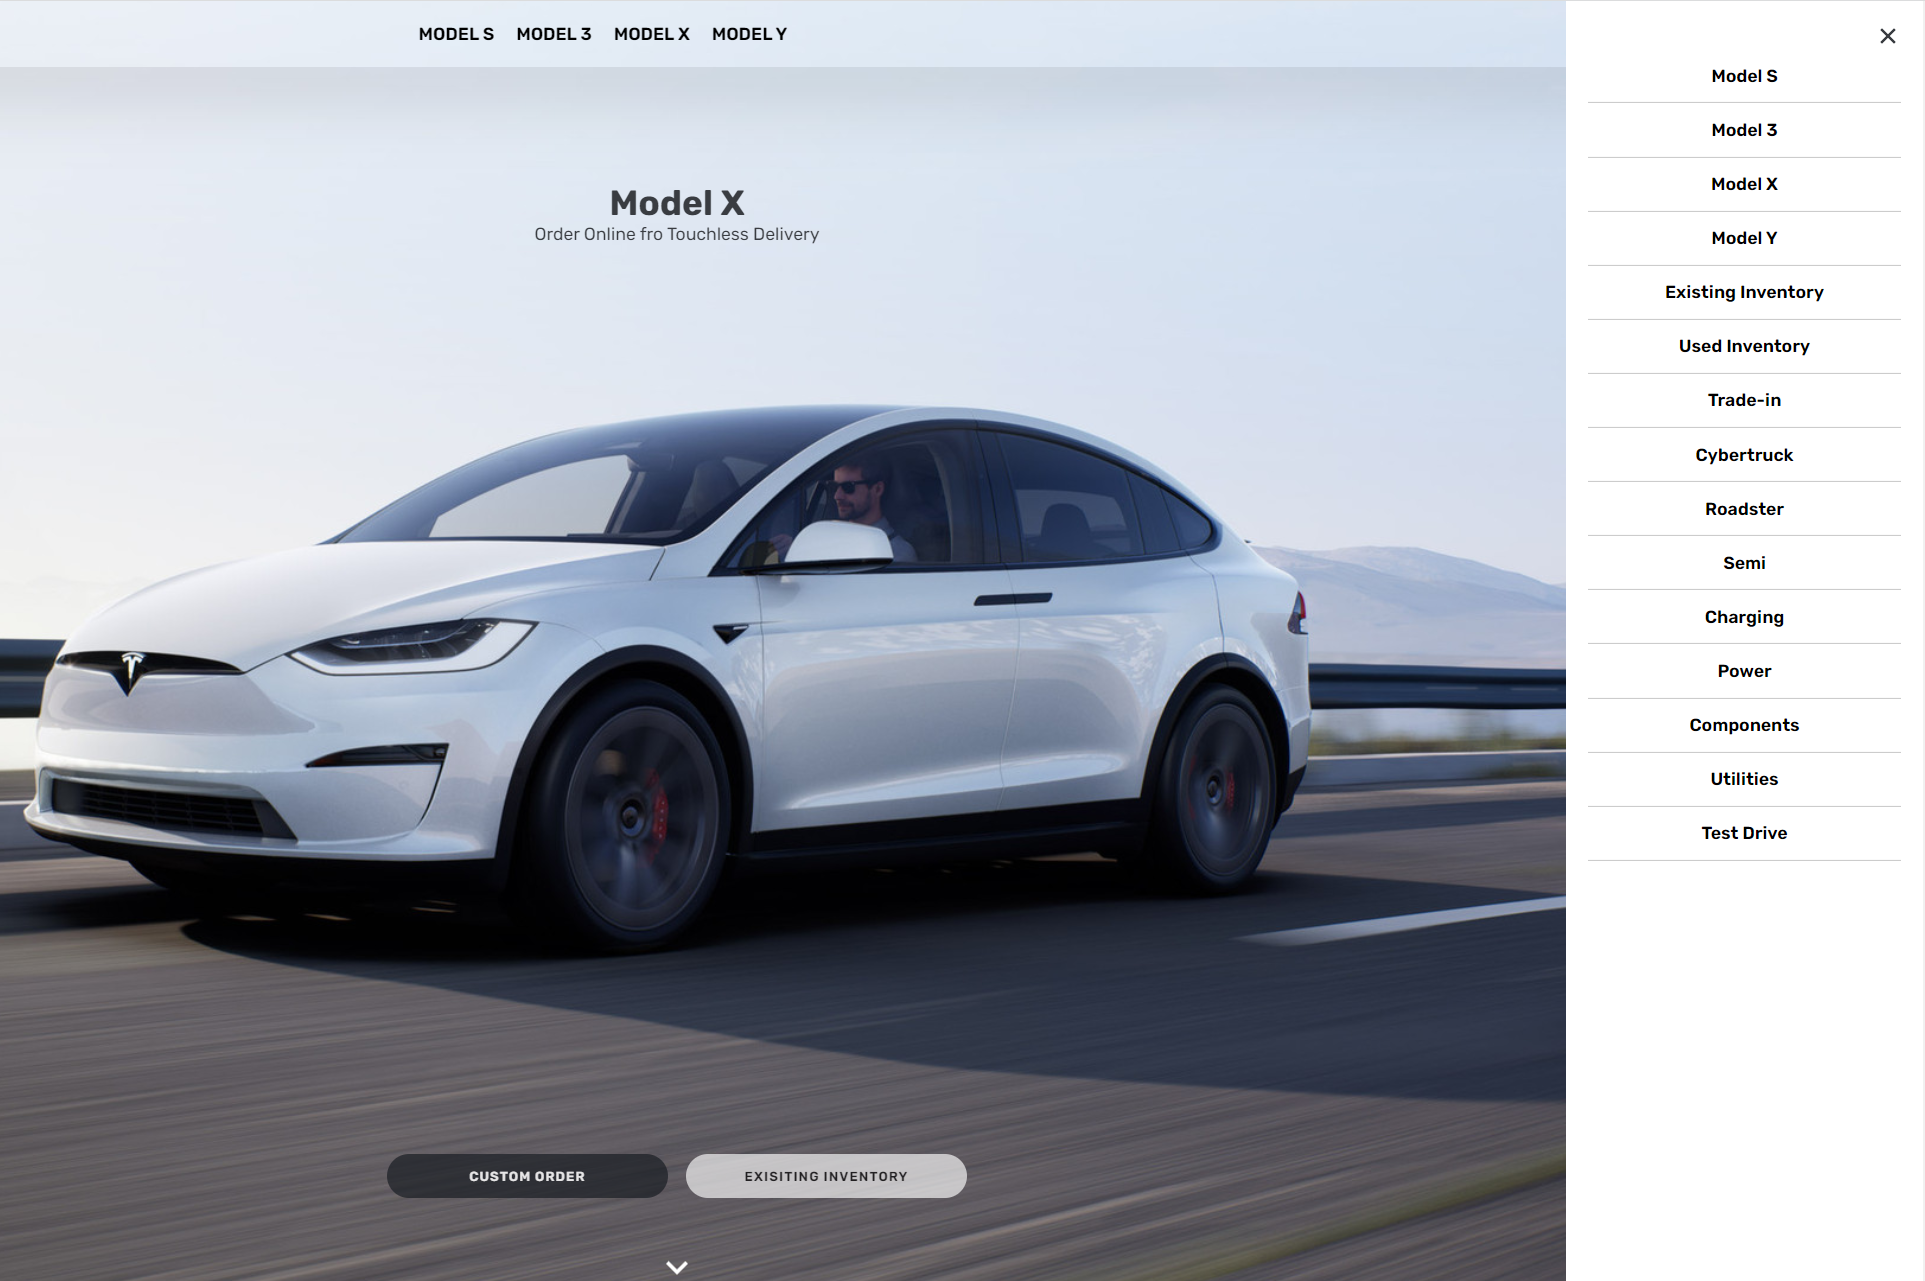 MODEL S MODEL 3 MODEL X MODEL Y
Model X
Order Online fro Touchless Delivery
CUSTOM ORDER
EXISITING INVENTORY
Model S
Model 3
Model X
Model Y
Existing Inventory
Used Inventory
Trade-in
Cybertruck
Roadster
Semi
Charging
Power
Components
Utilities
Test Drive